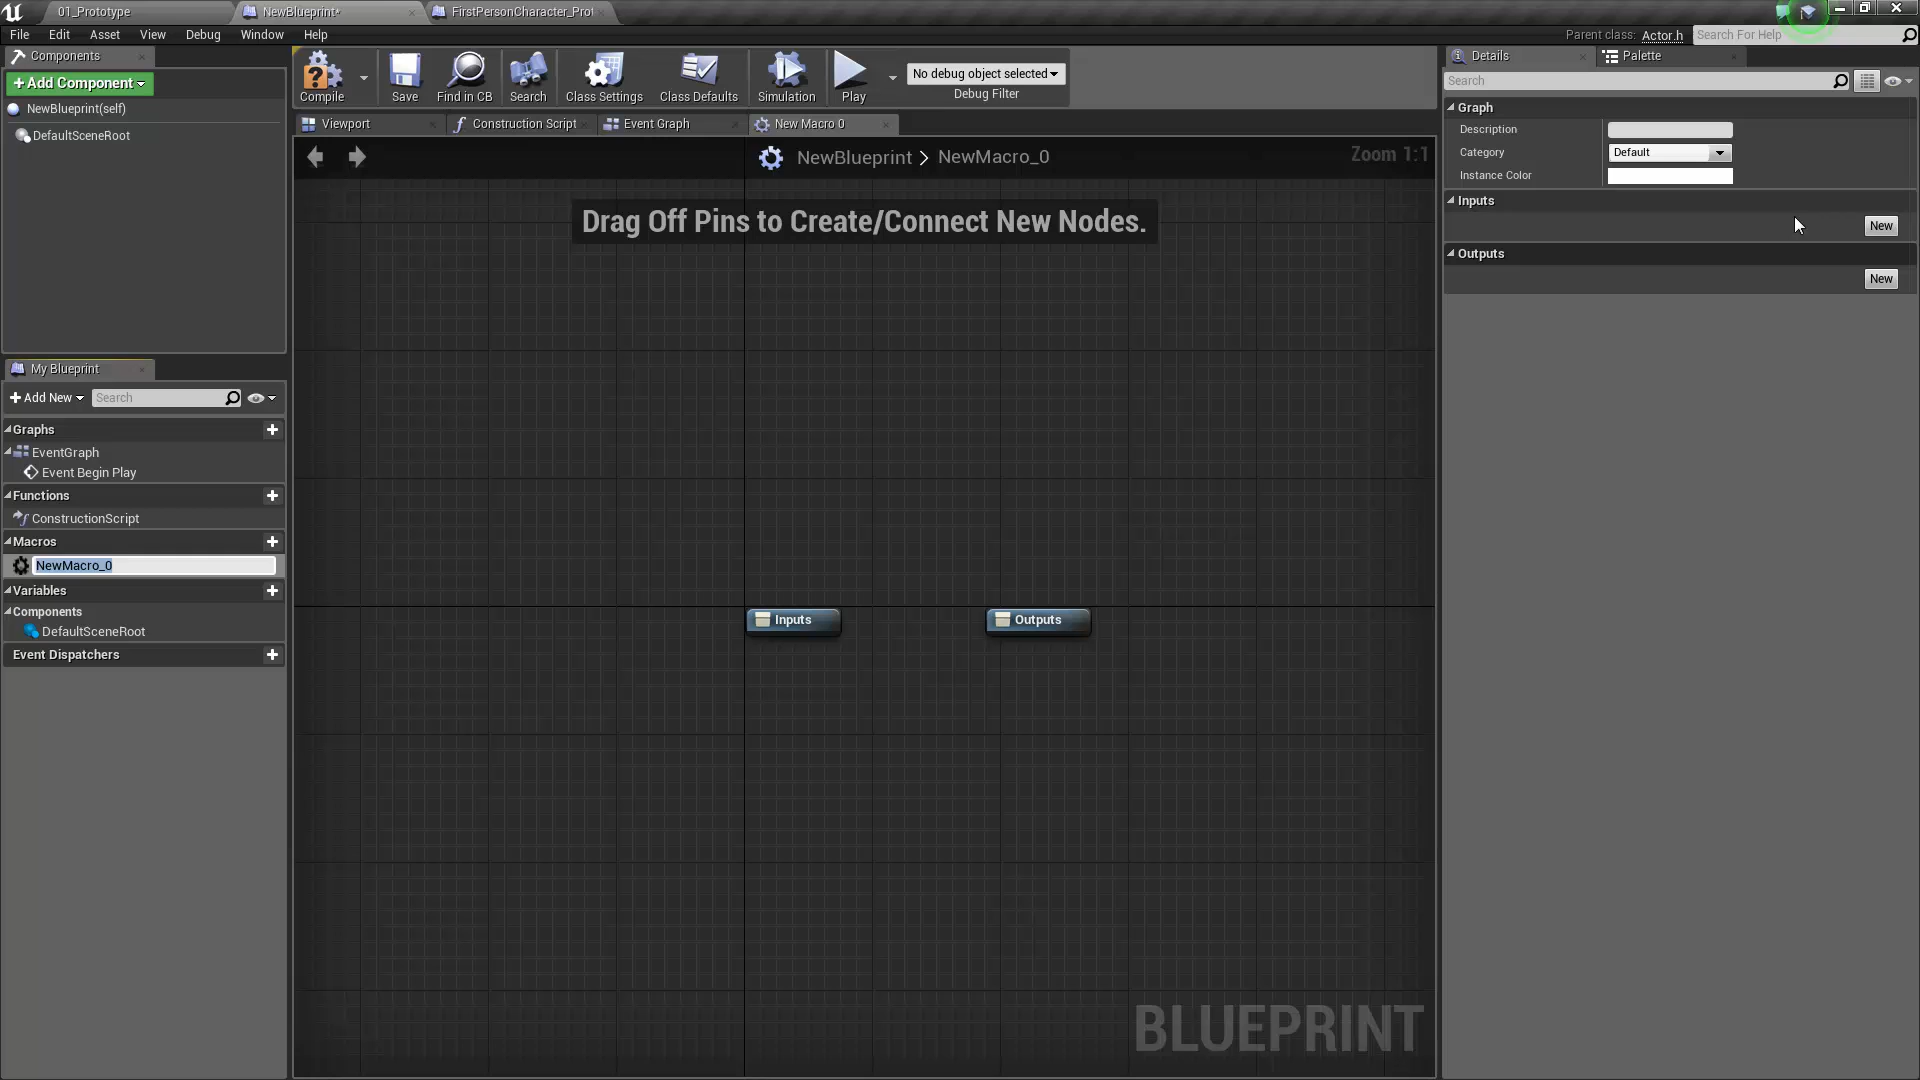 01_Prototype
NewBlueprint*
FirstPersonCharacter_Prot
File Edit Asset View Debug Window Help
Parent class: Actor.h
Search For Help
Components
+Add Component
NewBlueprint(self)
DefaultSceneRoot
Compile
Save
Find in CB
Search
Class Settings
Class Defaults
Simulation
Play
No debug object selected
Debug Filter
Viewport
Construction Script
Event Graph
New Macro 0
NewBlueprint > NewMacro_0
Zoom 1:1
Drag Off Pins to Create/Connect New Nodes.
Inputs
Outputs
BLUEPRINT
My Blueprint
+Add New
Search
Graphs
EventGraph
Event Begin Play
Functions
ConstructionScript
Macros
NewMacro_0
Variables
Components
DefaultSceneRoot
Event Dispatchers
Details
Palette
Search
Graph
Description
Category Default
Instance Color
Inputs
New
Outputs
New